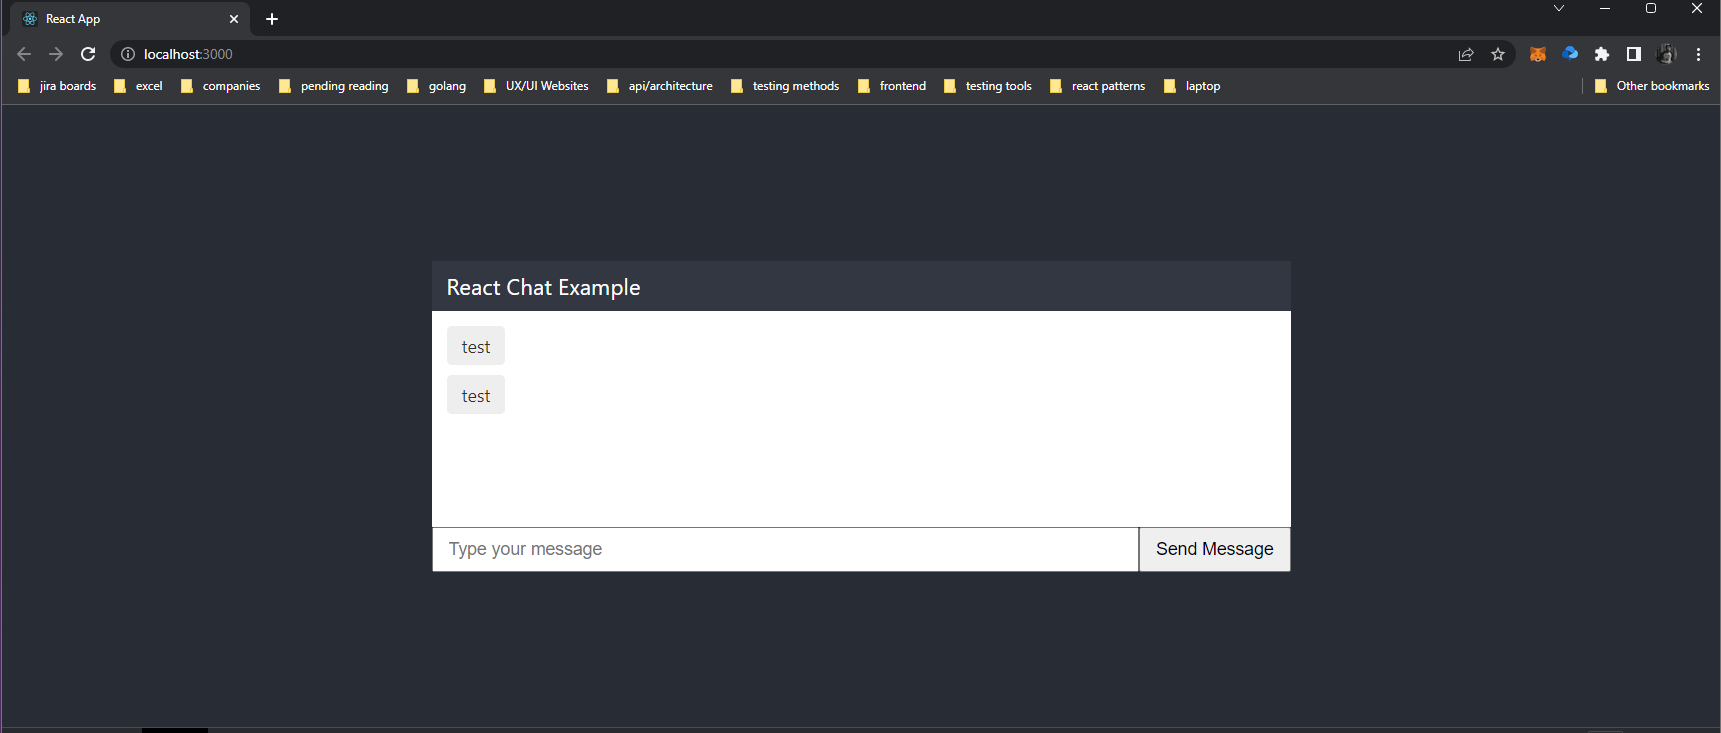 React App
localhost:3000
jira boards excel companies pending reading golang UX/UI Websites api/architecture testing methods frontend testing tools react patterns laptop Other bookmarks
React Chat Example
test
test
Type your message Send Message